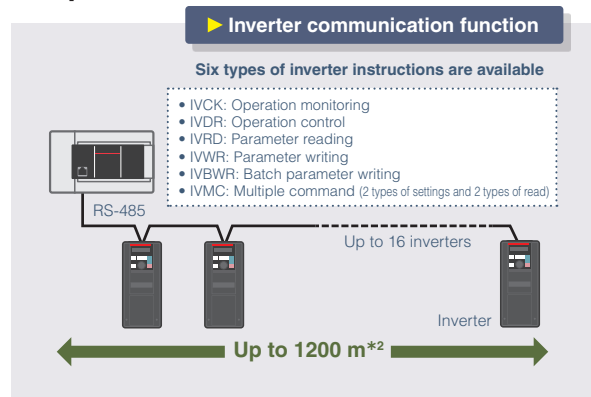 ▶ Inverter communication function
Six types of inverter instructions are available
• IVCK: Operation monitoring
• IVDR: Operation control
• IVRD: Parameter reading
• IVWR: Parameter writing
• IVBWR: Batch parameter writing
• IVMC: Multiple command (2 types of settings and 2 types of read)
RS-485
Up to 16 inverters
Inverter
Up to 1200 m*2